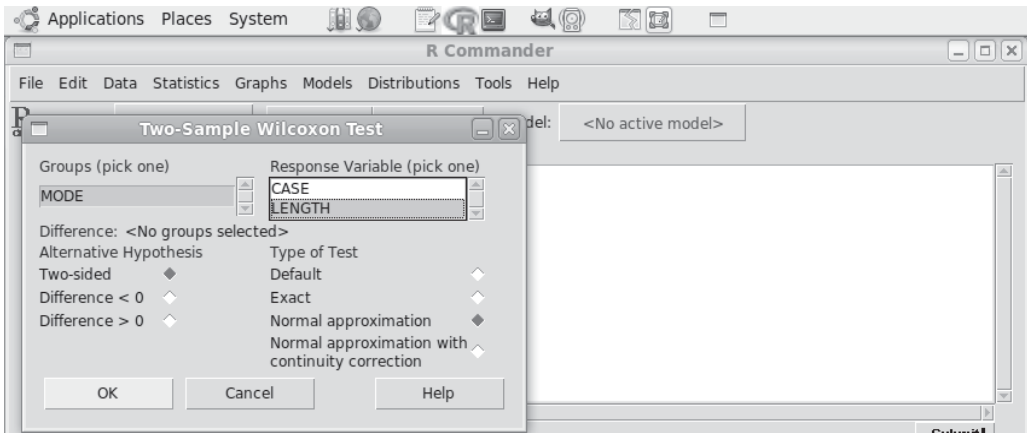 Applications Places System
R Commander
File Edit Data Statistics Graphs Models Distributions Tools Help
Two-Sample Wilcoxon Test
<No active model>
Groups (pick one)
Response Variable (pick one)
MODE
CASE
LENGTH
Difference: <No groups selected>
Alternative Hypothesis
Type of Test
Two-sided
Default
Difference < 0
Exact
Difference > 0
Normal approximation
Normal approximation with
continuity correction
OK
Cancel
Help